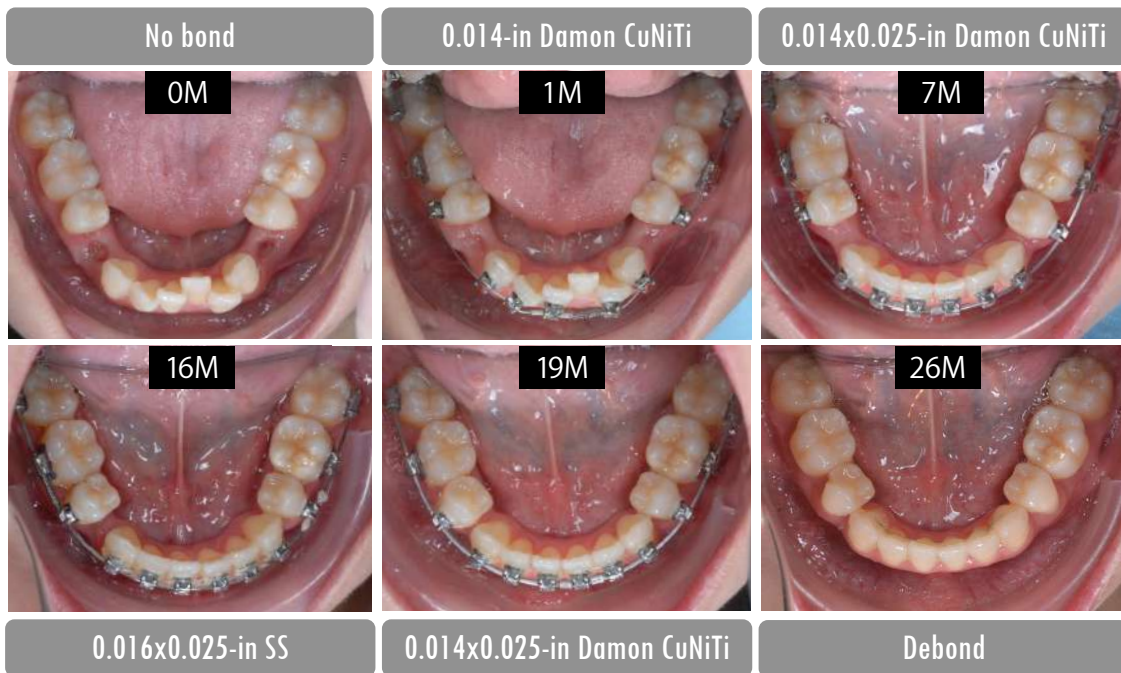 No bond
0.014-in Damon CuNiTi
0.014x0.025-in Damon CuNiTi
0M
1M
7M
16M
19M
26M
0.016x0.025-in SS
0.014x0.025-in Damon CuNiTi
Debond